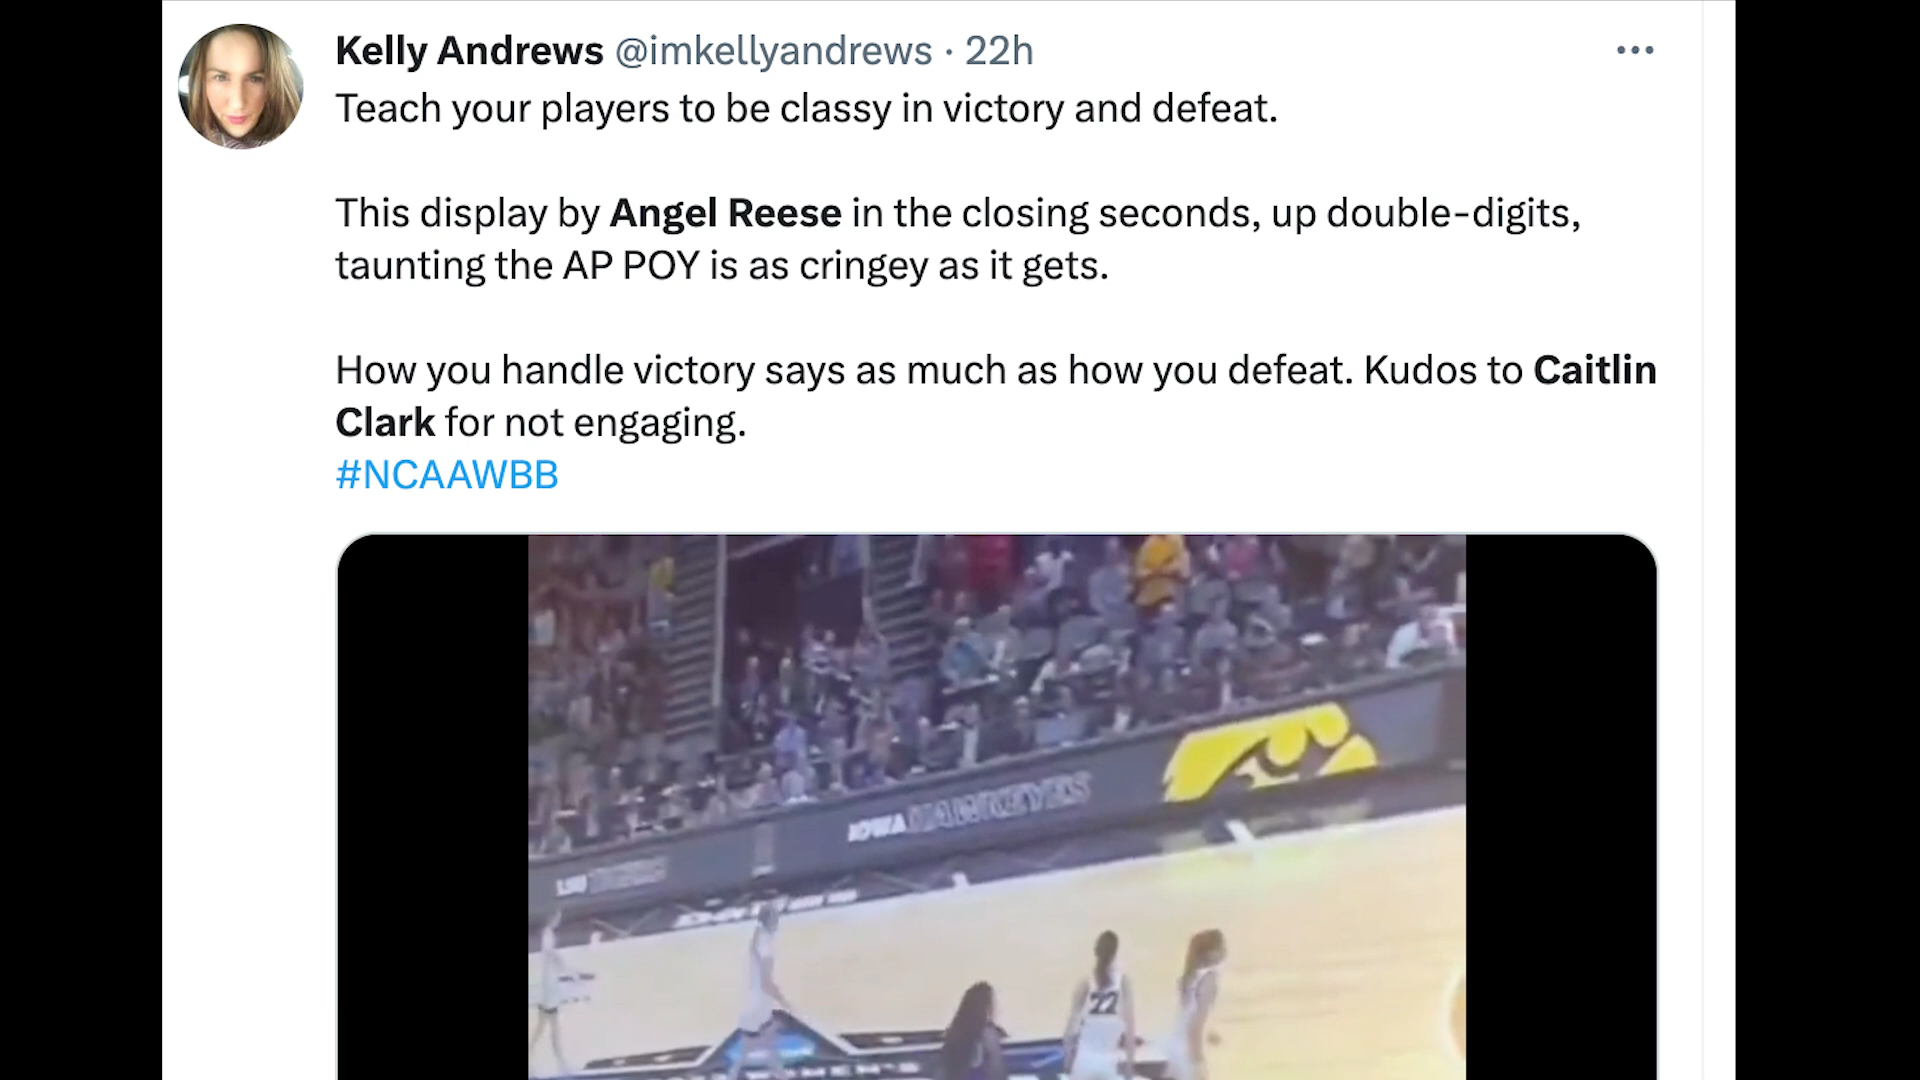 Kelly Andrews @imkellyandrews · 22h
Teach your players to be classy in victory and defeat.
This display by Angel Reese in the closing seconds, up double-digits,
taunting the AP POY is as cringey as it gets.
How you handle victory says as much as how you defeat. Kudos to Caitlin
Clark for not engaging.
#NCAAWBB
IOWA HAWKEYES
LSU
22